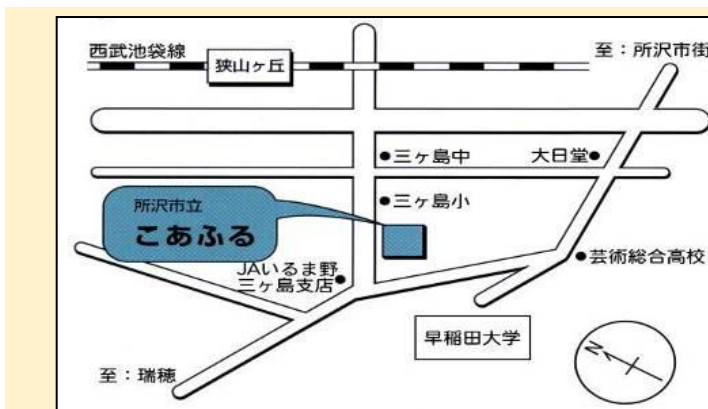 西武池袋線
狭山ヶ丘
至：所沢市街
三ヶ島中
大日堂
三ヶ島小
所沢市立
こあふる
JAいるま野
三ヶ島支店
芸術総合高校
早稲田大学
至：瑞穂
N